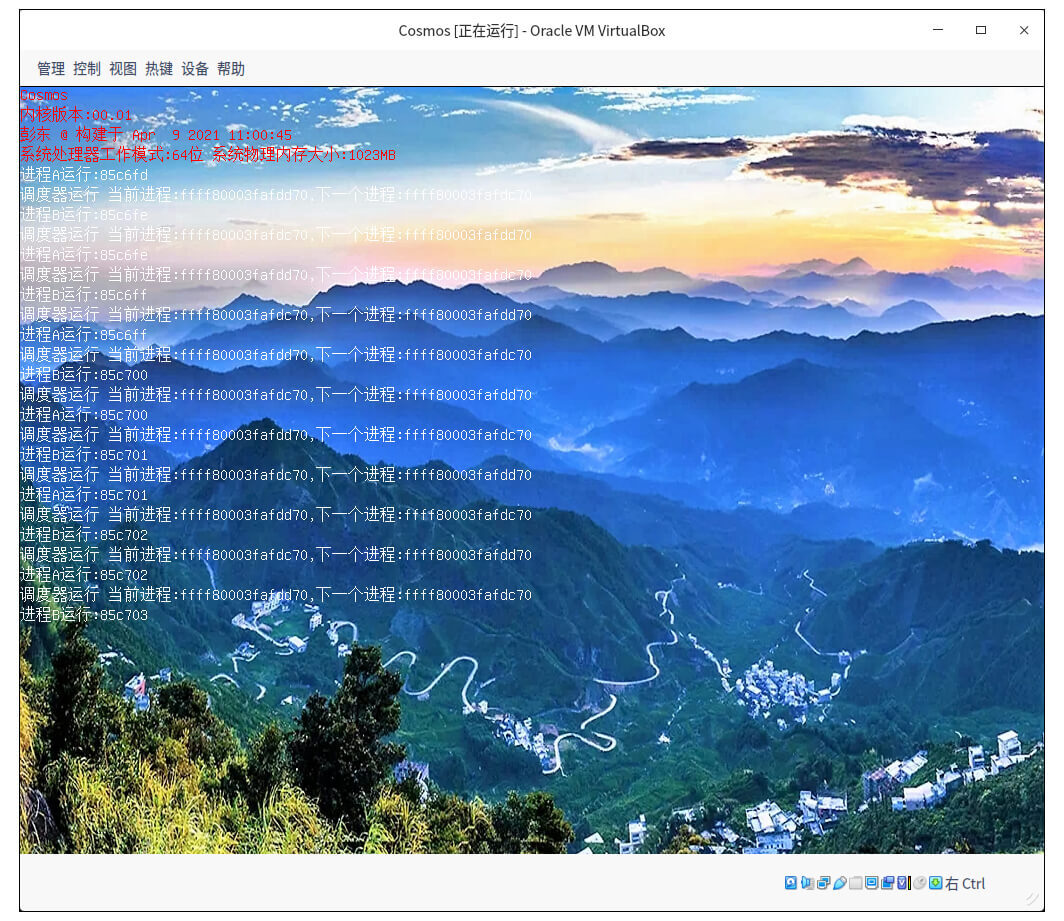 Cosmos [正在运行] - Oracle VM VirtualBox
管理 控制 视图 热键 设备 帮助
Cosmos
内核版本:00.01
彭东 @ 构建于 Apr  9 2021 11:00:45
系统处理器工作模式:64位 系统物理内存大小:1023MB
进程A运行:85c6fd
调度器运行 当前进程:ffff80003fafdd70,下一个进程:ffff80003fafdc70
进程B运行:85c6fe
调度器运行 当前进程:ffff80003fafdc70,下一个进程:ffff80003fafdd70
进程A运行:85c6fe
调度器运行 当前进程:ffff80003fafdd70,下一个进程:ffff80003fafdc70
进程B运行:85c6ff
调度器运行 当前进程:ffff80003fafdc70,下一个进程:ffff80003fafdd70
进程A运行:85c6ff
调度器运行 当前进程:ffff80003fafdd70,下一个进程:ffff80003fafdc70
进程B运行:85c700
调度器运行 当前进程:ffff80003fafdc70,下一个进程:ffff80003fafdd70
进程A运行:85c700
调度器运行 当前进程:ffff80003fafdd70,下一个进程:ffff80003fafdc70
进程B运行:85c701
调度器运行 当前进程:ffff80003fafdc70,下一个进程:ffff80003fafdd70
进程A运行:85c701
调度器运行 当前进程:ffff80003fafdd70,下一个进程:ffff80003fafdc70
进程B运行:85c702
调度器运行 当前进程:ffff80003fafdc70,下一个进程:ffff80003fafdd70
进程A运行:85c702
调度器运行 当前进程:ffff80003fafdd70,下一个进程:ffff80003fafdc70
进程B运行:85c703
右 Ctrl